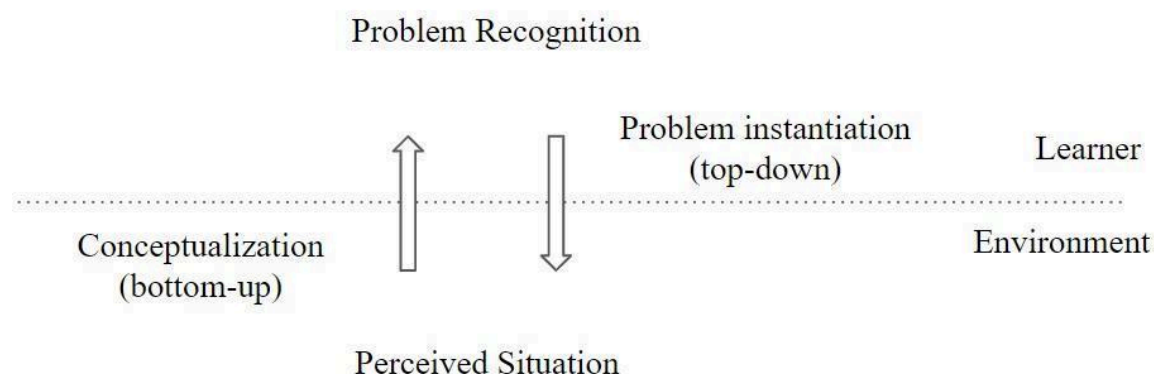 Problem Recognition
Problem instantiation
(top-down)
Learner
Conceptualization
(bottom-up)
Environment
Perceived Situation